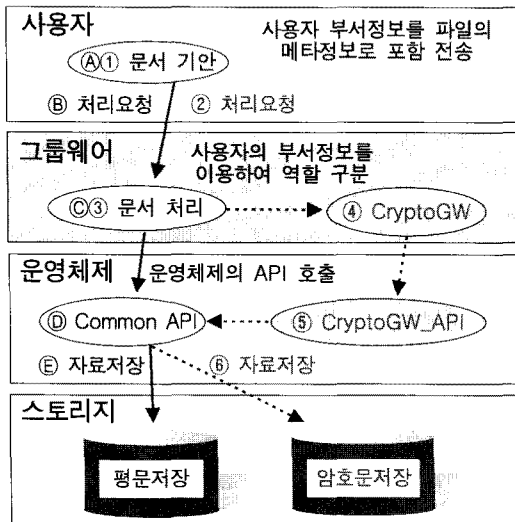 사용자
사용자 부서정보를 파일의
메타정보로 포함 전송
Ⓐ① 문서 기안
Ⓑ 처리요청 ② 처리요청
그룹웨어
사용자의 부서정보를
이용하여 역할 구분
Ⓒ③ 문서 처리
④ CryptoGW
운영체제
운영체제의 API 호출
Ⓓ Common API
⑤ CryptoGW_API
Ⓔ 자료저장
⑥ 자료저장
스토리지
평문저장
암호문저장